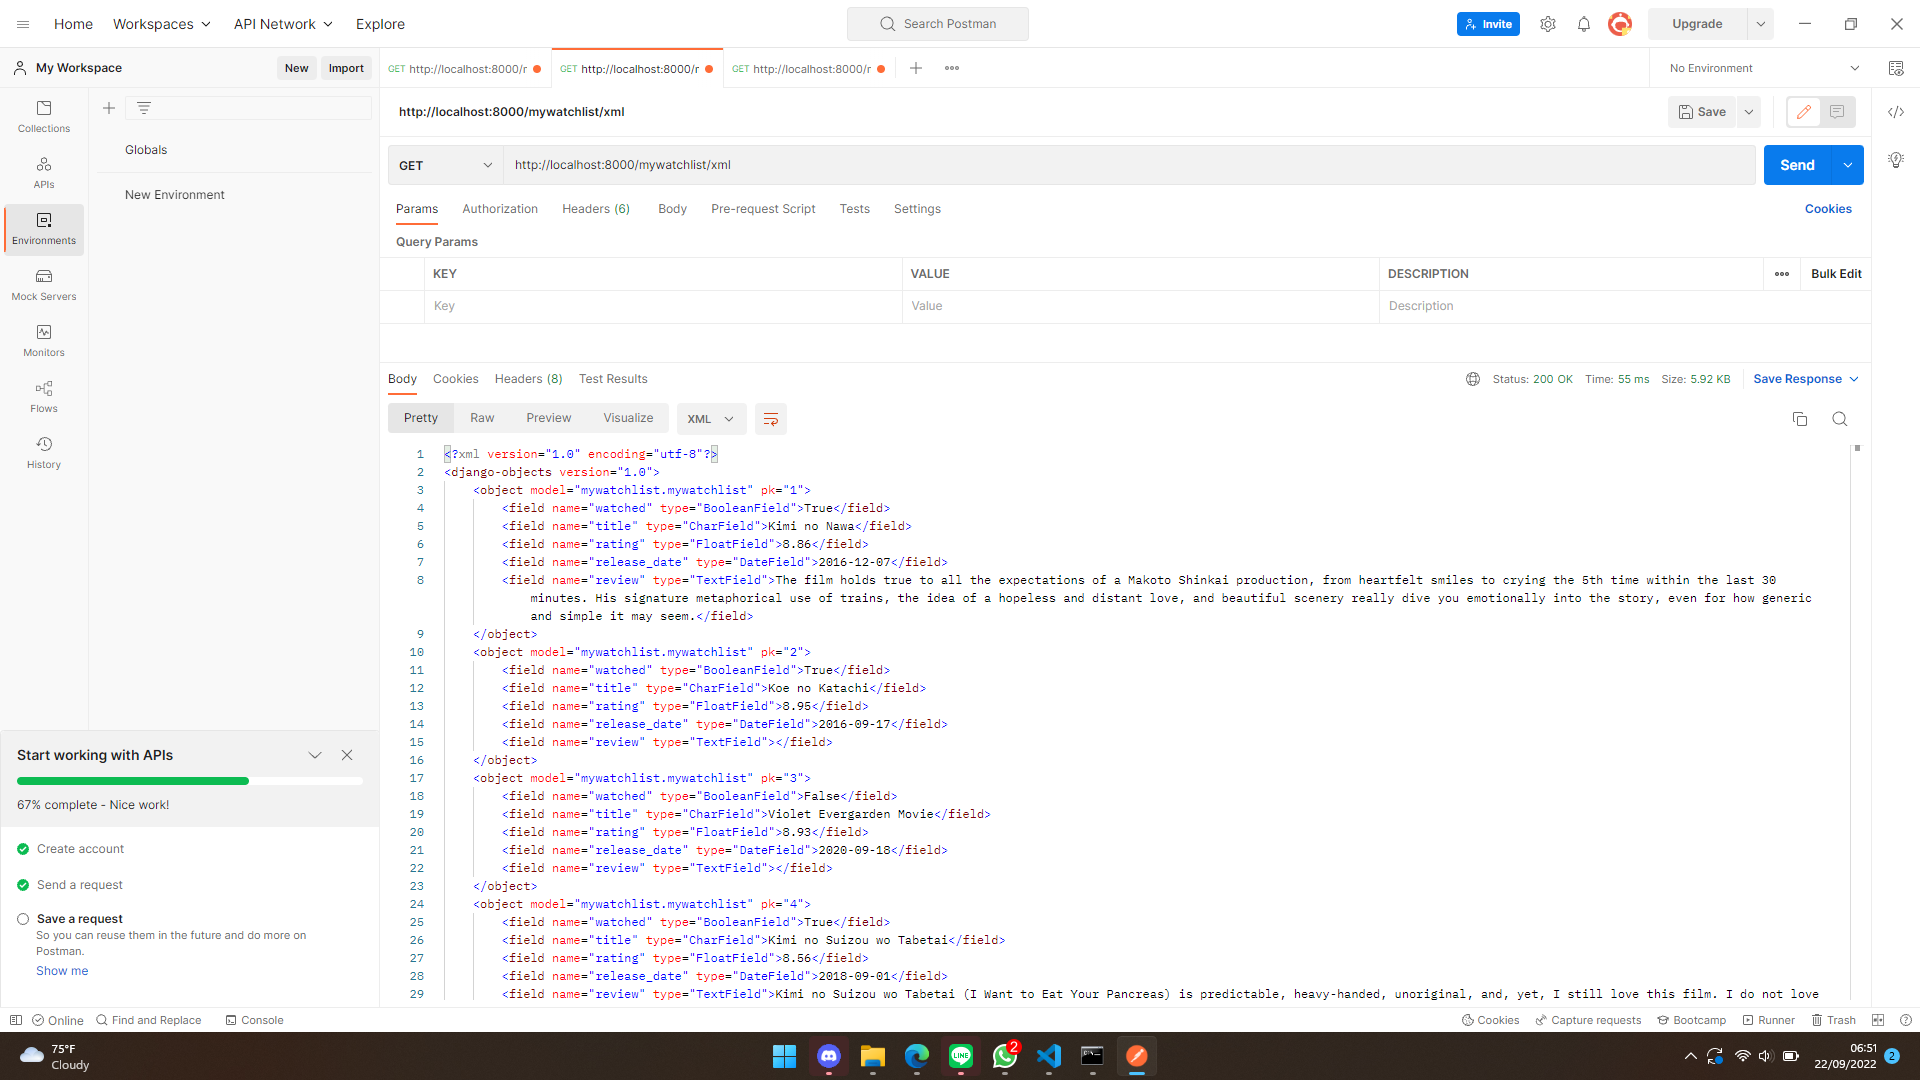 Home
Workspaces
API Network
Explore
Search Postman
Invite
Upgrade
My Workspace
New
Import
GET http://localhost:8000/r
GET http://localhost:8000/r
GET http://localhost:8000/r
No Environment
Collections
APIs
Environments
Mock Servers
Monitors
Flows
History
Globals
New Environment
http://localhost:8000/mywatchlist/xml
Save
GET
http://localhost:8000/mywatchlist/xml
Send
Params
Authorization
Headers (6)
Body
Pre-request Script
Tests
Settings
Cookies
Query Params
KEY
VALUE
DESCRIPTION
Bulk Edit
Key
Value
Description
Body
Cookies
Headers (8)
Test Results
Status: 200 OK
Time: 55 ms
Size: 5.92 KB
Save Response
Pretty
Raw
Preview
Visualize
XML
1 <?xml version="1.0" encoding="utf-8"?>
2 <django-objects version="1.0">
3 <object model="mywatchlist.mywatchlist" pk="1">
4 <field name="watched" type="BooleanField">True</field>
5 <field name="title" type="CharField">Kimi no Nawa</field>
6 <field name="rating" type="FloatField">8.86</field>
7 <field name="release_date" type="DateField">2016-12-07</field>
8 <field name="review" type="TextField">The film holds true to all the expectations of a Makoto Shinkai production, from heartfelt smiles to crying the 5th time within the last 30
minutes. His signature metaphorical use of trains, the idea of a hopeless and distant love, and beautiful scenery really dive you emotionally into the story, even for how generic
and simple it may seem.</field>
9 </object>
10 <object model="mywatchlist.mywatchlist" pk="2">
11 <field name="watched" type="BooleanField">True</field>
12 <field name="title" type="CharField">Koe no Katachi</field>
13 <field name="rating" type="FloatField">8.95</field>
14 <field name="release_date" type="DateField">2016-09-17</field>
15 <field name="review" type="TextField"></field>
16 </object>
17 <object model="mywatchlist.mywatchlist" pk="3">
18 <field name="watched" type="BooleanField">False</field>
19 <field name="title" type="CharField">Violet Evergarden Movie</field>
20 <field name="rating" type="FloatField">8.93</field>
21 <field name="release_date" type="DateField">2020-09-18</field>
22 <field name="review" type="TextField"></field>
23 </object>
24 <object model="mywatchlist.mywatchlist" pk="4">
25 <field name="watched" type="BooleanField">True</field>
26 <field name="title" type="CharField">Kimi no Suizou wo Tabetai</field>
27 <field name="rating" type="FloatField">8.56</field>
28 <field name="release_date" type="DateField">2018-09-01</field>
29 <field name="review" type="TextField">Kimi no Suizou wo Tabetai (I Want to Eat Your Pancreas) is predictable, heavy-handed, unoriginal, and, yet, I still love this film. I do not love
Start working with APIs
67% complete - Nice work!
Create account
Send a request
Save a request
So you can reuse them in the future and do more on
Postman.
Show me
Online
Find and Replace
Console
Cookies
Capture requests
Bootcamp
Runner
Trash
75°F
Cloudy
LINE
2
06:51
22/09/2022
2